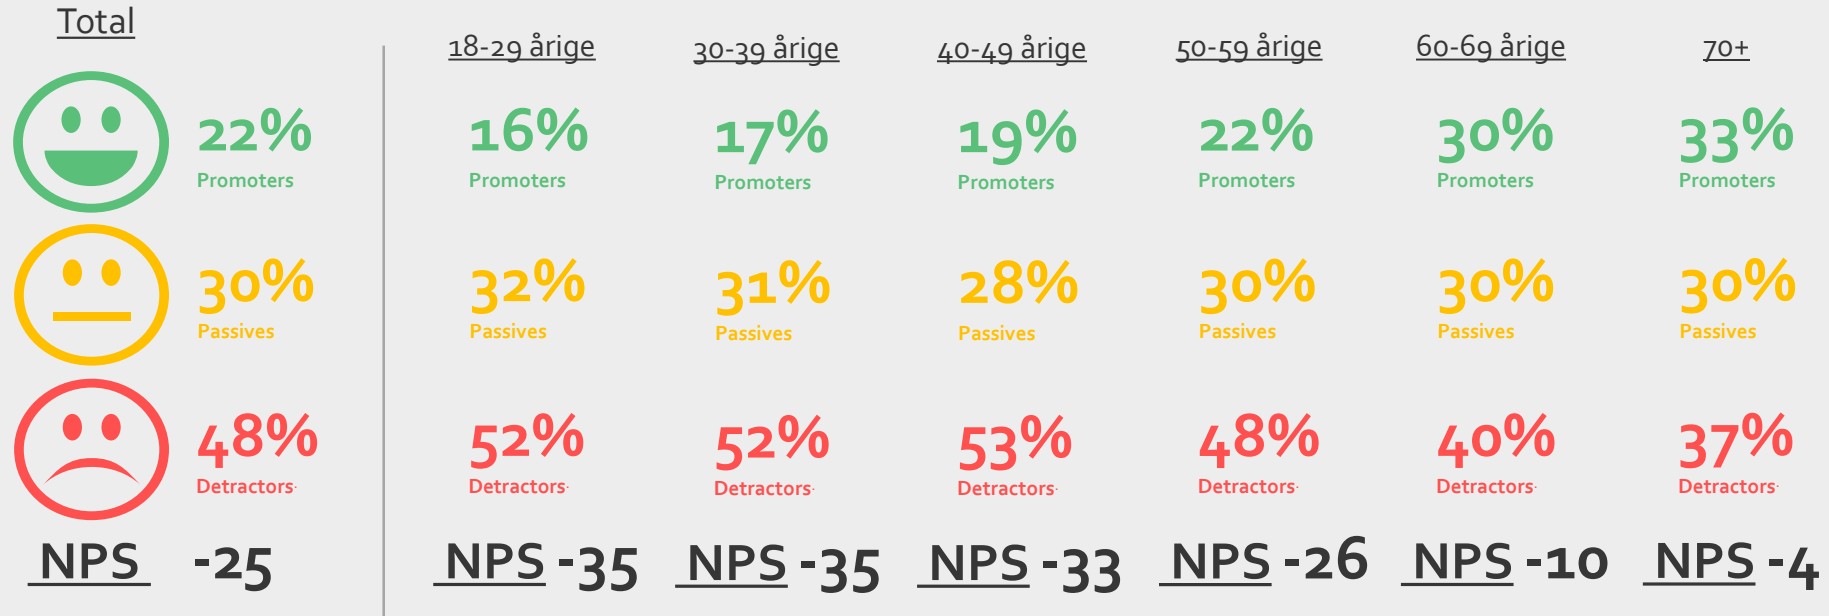 Total
18-29 årige 30-39 årige 40-49 årige 50-59 årige 60-69 årige 70+
22% 16% 17% 19% 22% 30% 33%
Promoters Promoters Promoters Promoters Promoters Promoters Promoters
30% 32% 31% 28% 30% 30% 30%
Passives Passives Passives Passives Passives Passives Passives
48% 52% 52% 53% 48% 40% 37%
Detractors. Detractors. Detractors. Detractors. Detractors. Detractors. Detractors.
NPS -25 NPS -35 NPS -35 NPS -33 NPS -26 NPS -10 NPS -4